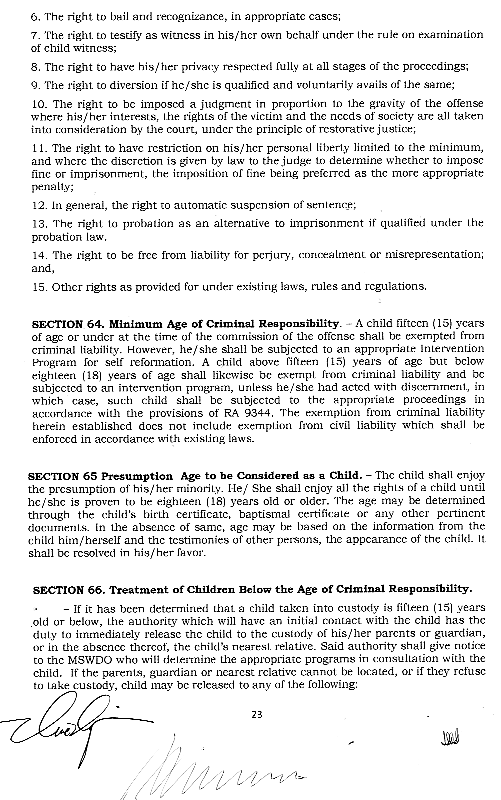 6. The right to bail and recognizance, in appropriate cases;
7. The right to testify as witness in his/her own behalf under the rule on examination
of child witness;
8. The right to have his/her privacy respected fully at all stages of the proceedings;
9. The right to diversion if he/she is qualified and voluntarily avails of the same;
10. The right to be imposed a judgment in proportion to the gravity of the offense
where his/her interests, the rights of the victim and the needs of society are all taken
into consideration by the court, under the principle of restorative justice;
11. The right to have restriction on his/her personal liberty limited to the minimum,
and where the discretion is given by law to the judge to determine whether to impose
fine or imprisonment, the imposition of fine being preferred as the more appropriate
penalty;
12. In general, the right to automatic suspension of sentence;
13. The right to probation as an alternative to imprisonment if qualified under the
probation law.
14. The right to be free from liability for perjury, concealment or misrepresentation;
and,
15. Other rights as provided for under existing laws, rules and regulations.
SECTION 64. Minimum Age of Criminal Responsibility. – A child fifteen (15) years
of age or under at the time of the commission of the offense shall be exempted from
criminal liability. However, he/she shall be subjected to an appropriate Intervention
Program for self reformation. A child above fifteen (15) years of age but below
eighteen (18) years of age shall likewise be exempt from criminal liability and be
subjected to an intervention program, unless he/she had acted with discernment, in
which case, such child shall be subjected to the appropriate proceedings in
accordance with the provisions of RA 9344. The exemption from criminal liability
herein established does not include exemption from civil liability which shall be
enforced in accordance with existing laws.
SECTION 65 Presumption Age to be Considered as a Child. – The child shall enjoy
the presumption of his/her minority. He/ She shall enjoy all the rights of a child until
he/she is proven to be eighteen (18) years old or older. The age may be determined
through the child's birth certificate, baptismal certificate or any other pertinent
documents. In the absence of same, age may be based on the information from the
child him/herself and the testimonies of other persons, the appearance of the child. It
shall be resolved in his/her favor.
SECTION 66. Treatment of Children Below the Age of Criminal Responsibility.
– If it has been determined that a child taken into custody is fifteen (15) years
old or below, the authority which will have an initial contact with the child has the
duty to immediately release the child to the custody of his/her parents or guardian,
or in the absence thereof, the child's nearest relative. Said authority shall give notice
to the MSWDO who will determine the appropriate programs in consultation with the
child. If the parents, guardian or nearest relative cannot be located, or if they refuse
to take custody, child may be released to any of the following:
23